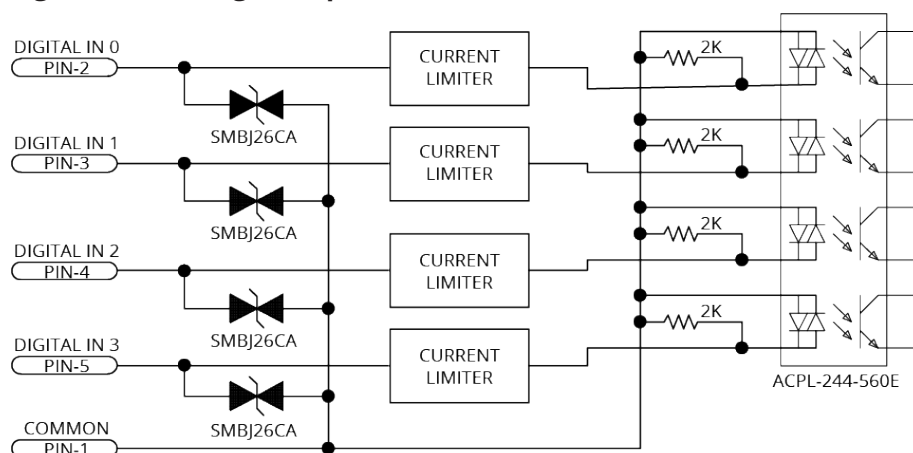 DIGITAL IN 0
PIN-2
CURRENT
LIMITER
2K
SMBJ26CA
DIGITAL IN 1
PIN-3
CURRENT
LIMITER
2K
SMBJ26CA
DIGITAL IN 2
PIN-4
CURRENT
LIMITER
2K
SMBJ26CA
DIGITAL IN 3
PIN-5
CURRENT
LIMITER
2K
SMBJ26CA
ACPL-244-560E
COMMON
PIN-1